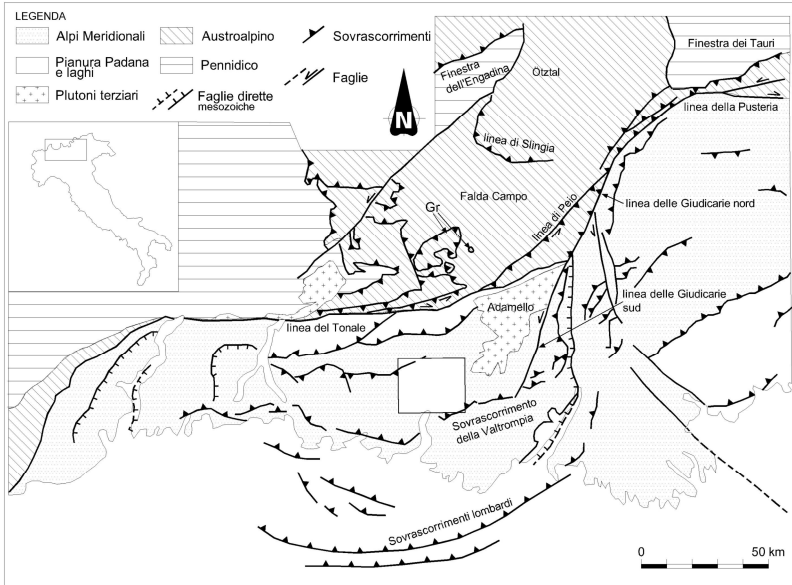 LEGENDA
Alpi Meridionali
Austroalpino
Sovrascorrimenti
Pianura Padana
e laghi
Pennidico
Faglie
Plutoni terziari
Faglie dirette
mesozoiche
N
Finestra
dell'Engadina
Ötztal
Finestra dei Tauri
linea della Pusteria
linea di Slingia
Falda Campo
Gr
linea di Peio
linea delle Giudicarie nord
linea delle Giudicarie
sud
Adamello
linea del Tonale
Sovrascorrimento
della Valtrompia
Sovrascorrimenti lombardi
0 50 km